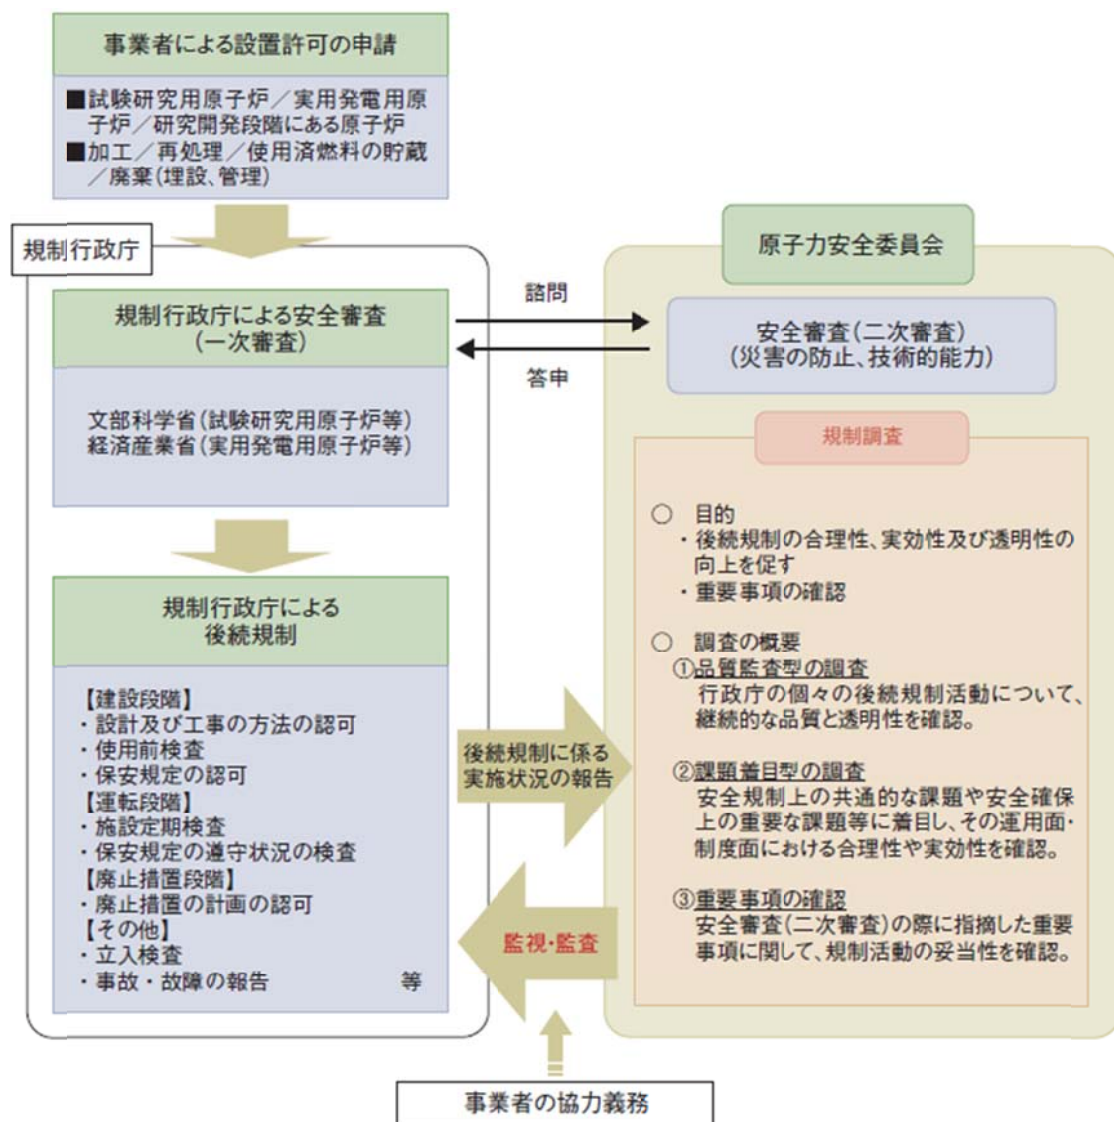 事業者による設置許可の申請
■試験研究用原子炉／実用発電用原
子炉／研究開発段階にある原子炉
■加工／再処理／使用済燃料の貯蔵
／廃棄(埋設、管理)
規制行政庁
規制行政庁による安全審査
(一次審査)
文部科学省(試験研究用原子炉等)
経済産業省(実用発電用原子炉等)
規制行政庁による
後続規制
【建設段階】
・設計及び工事の方法の認可
・使用前検査
・保安規定の認可
【運転段階】
・施設定期検査
・保安規定の遵守状況の検査
【廃止措置段階】
・廃止措置の計画の認可
【その他】
・立入検査
・事故・故障の報告 等
諮問
答申
後続規制に係る
実施状況の報告
監視・監査
事業者の協力義務
原子力安全委員会
安全審査(二次審査)
(災害の防止、技術的能力)
規制調査
○ 目的
・後続規制の合理性、実効性及び透明性の
向上を促す
・重要事項の確認
○ 調査の概要
①品質監査型の調査
行政庁の個々の後続規制活動について、
継続的な品質と透明性を確認。
②課題着目型の調査
安全規制上の共通的な課題や安全確保
上の重要な課題等に着目し、その運用面・
制度面における合理性や実効性を確認。
③重要事項の確認
安全審査(二次審査)の際に指摘した重要
事項に関して、規制活動の妥当性を確認。